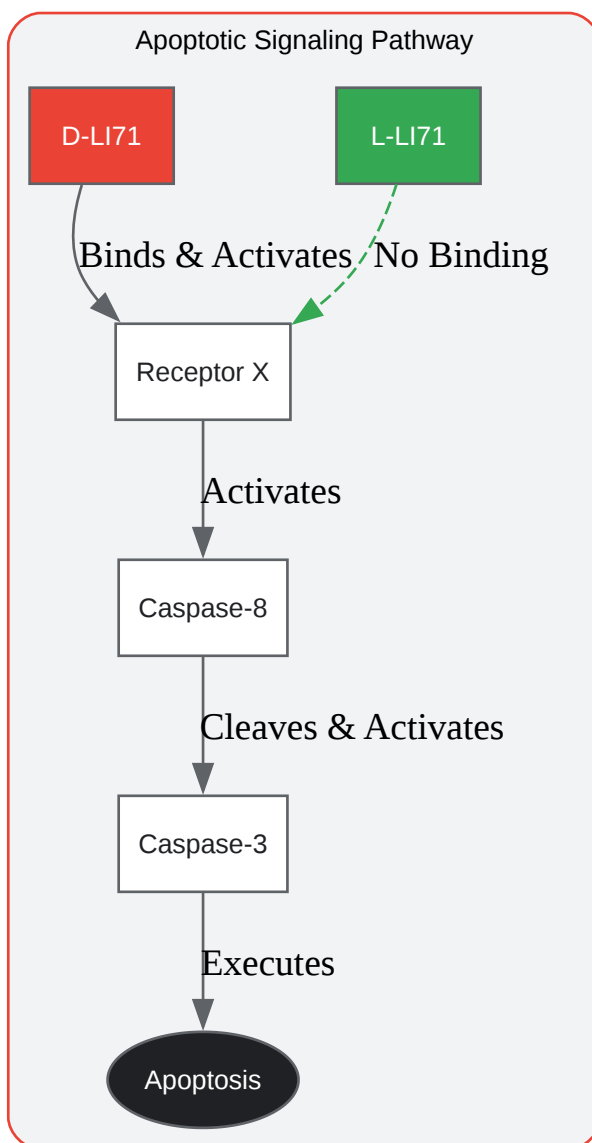 Apoptotic Signaling Pathway
D-LI71
L-LI71
Binds & Activates
No Binding
Receptor X
Activates
Caspase-8
Cleaves & Activates
Caspase-3
Executes
Apoptosis